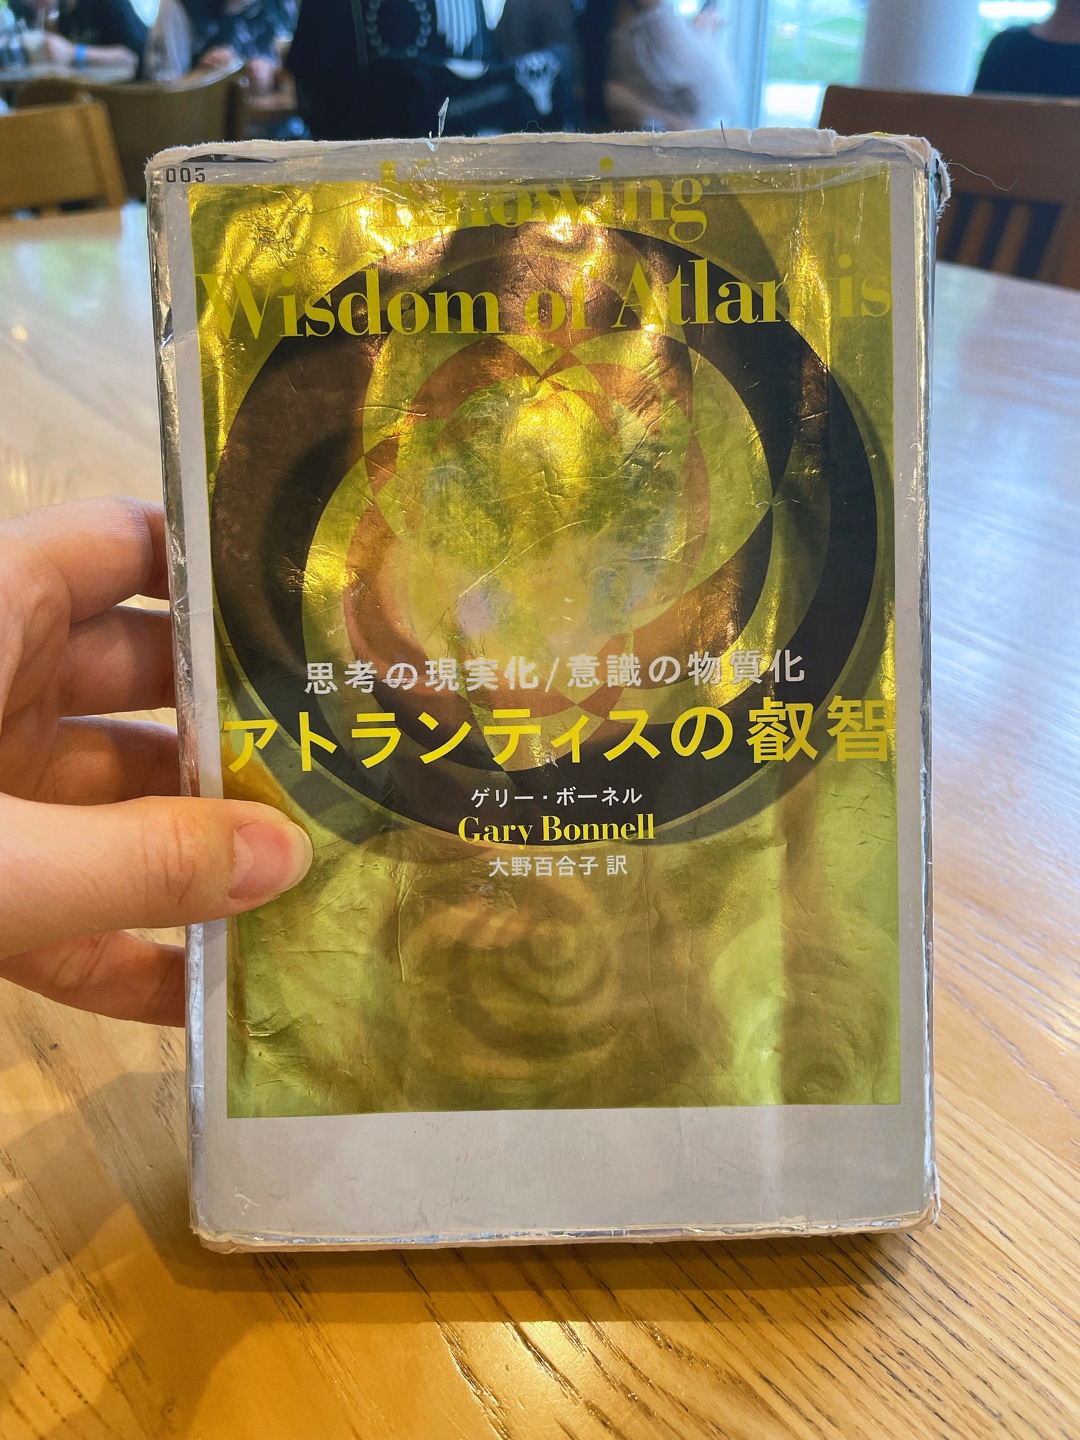 005
Knowing
Wisdom of Atlantis
思考の現実化/意識の物質化
アトランティスの叡智
ゲリー・ボーネル
Gary Bonnell
大野百合子 訳